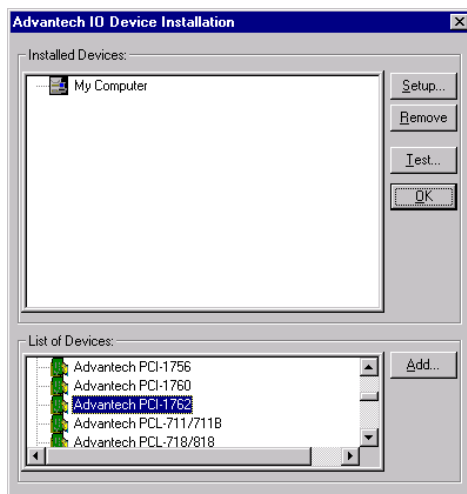 Advantech IO Device Installation
Installed Devices:
My Computer
Setup...
Remove
Test...
OK
List of Devices:
Advantech PCI-1756
Advantech PCI-1760
Advantech PCI-1762
Advantech PCL-711/711B
Advantech PCL-718/818
Add...